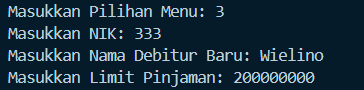 Masukkan Pilihan Menu: 3
Masukkan NIK: 333
Masukkan Nama Debitur Baru: Wielino
Masukkan Limit Pinjaman: 200000000